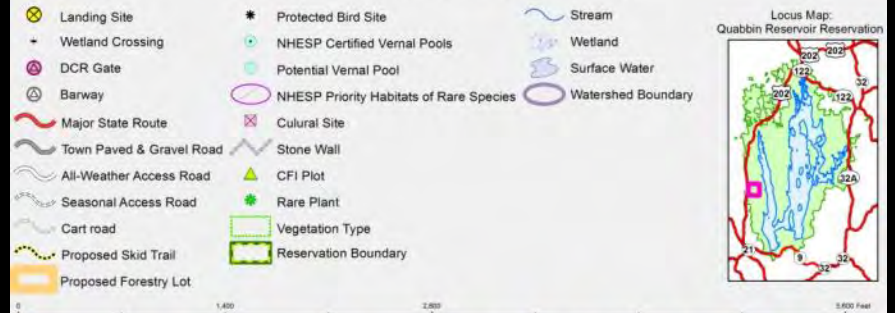 Landing Site
Wetland Crossing
DCR Gate
Barway
Major State Route
Town Paved & Gravel Road
All-Weather Access Road
Seasonal Access Road
Cart road
Proposed Skid Trail
Proposed Forestry Lot
Protected Bird Site
NHESP Certified Vernal Pools
Potential Vernal Pool
NHESP Priority Habitats of Rare Species
Culural Site
Stone Wall
CFI Plot
Rare Plant
Vegetation Type
Reservation Boundary
Stream
Wetland
Surface Water
Watershed Boundary
Locus Map:
Quabbin Reservoir Reservation
202
202
32
122
202
122
32A
21
9
32
32
0
1,400
2,800
5,600 Feet